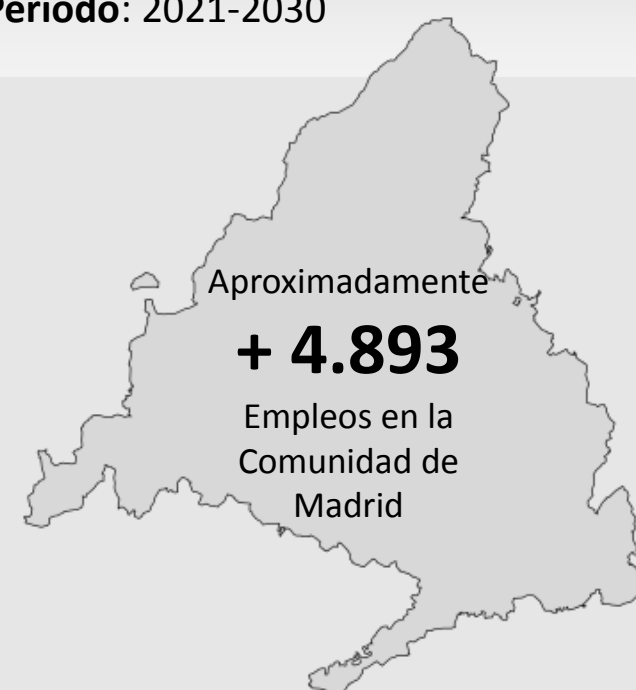 Periodo: 2021-2030
Aproximadamente
+ 4.893
Empleos en la
Comunidad de
Madrid